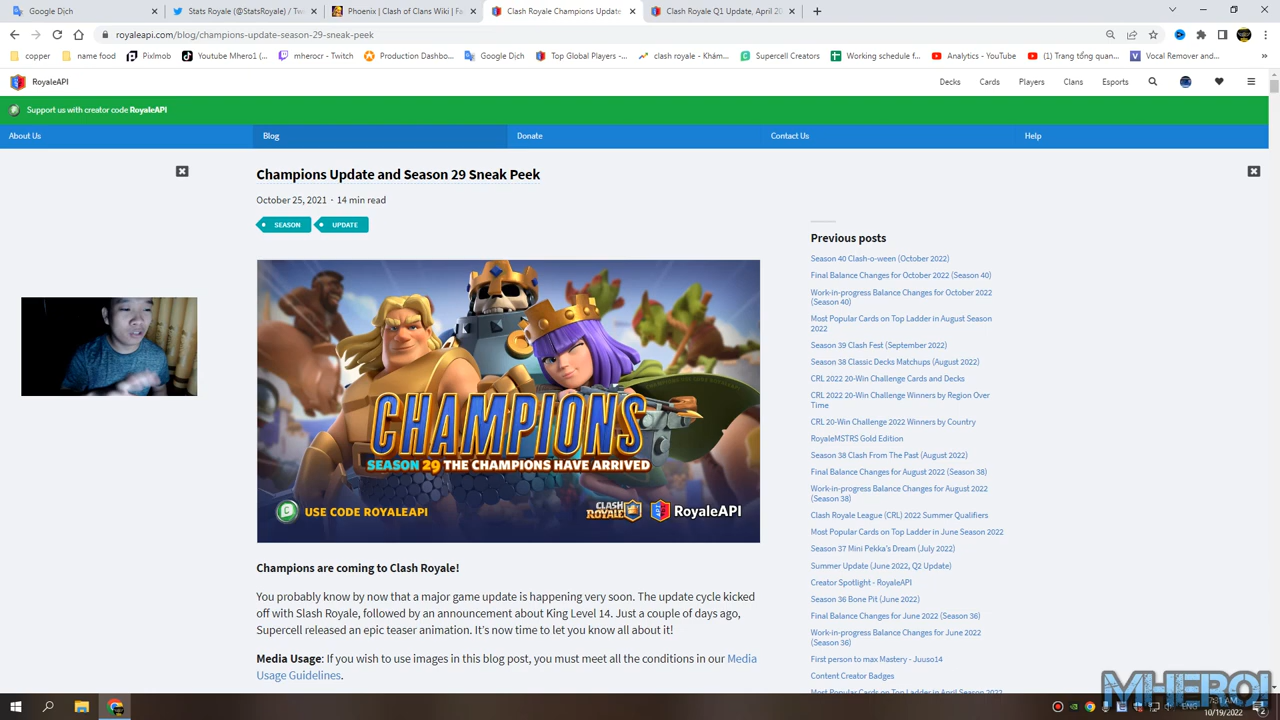 Google Dịch
Stats Royale (@StatsRoyale) / Twi
Phoenix | Clash of Clans Wiki | Fa
Clash Royale Champions Update
Clash Royale Q1 Update, April 20
royaleapi.com/blog/champions-update-season-29-sneak-peek
copper
name food
Pixlmob
Youtube Mhero1 (...
mherocr - Twitch
Production Dashbo...
Google Dịch
Top Global Players -...
clash royale – Khám...
Supercell Creators
Working schedule f...
Analytics - YouTube
(1) Trang tổng quan...
Vocal Remover and...
RoyaleAPI
Decks
Cards
Players
Clans
Esports
Support us with creator code RoyaleAPI
About Us
Blog
Donate
Contact Us
Help
Champions Update and Season 29 Sneak Peek
October 25, 2021 · 14 min read
SEASON
UPDATE
CHAMPIONS
SEASON 29 THE CHAMPIONS HAVE ARRIVED
USE CODE ROYALEAPI
CLASH ROYALE
RoyaleAPI
Champions are coming to Clash Royale!
You probably know by now that a major game update is happening very soon. The update cycle kicked
off with Slash Royale, followed by an announcement about King Level 14. Just a couple of days ago,
Supercell released an epic teaser animation. It's now time to let you know all about it!
Media Usage: If you wish to use images in this blog post, you must meet all the conditions in our Media
Usage Guidelines.
Previous posts
Season 40 Clash-o-ween (October 2022)
Final Balance Changes for October 2022 (Season 40)
Work-in-progress Balance Changes for October 2022
(Season 40)
Most Popular Cards on Top Ladder in August Season
2022
Season 39 Clash Fest (September 2022)
Season 38 Classic Decks Matchups (August 2022)
CRL 2022 20-Win Challenge Cards and Decks
CRL 2022 20-Win Challenge Winners by Region Over
Time
CRL 20-Win Challenge 2022 Winners by Country
RoyaleMSTRS Gold Edition
Season 38 Clash From The Past (August 2022)
Final Balance Changes for August 2022 (Season 38)
Work-in-progress Balance Changes for August 2022
(Season 38)
Clash Royale League (CRL) 2022 Summer Qualifiers
Most Popular Cards on Top Ladder in June Season 2022
Season 37 Mini Pekka's Dream (July 2022)
Summer Update (June 2022, Q2 Update)
Creator Spotlight - RoyaleAPI
Season 36 Bone Pit (June 2022)
Final Balance Changes for June 2022 (Season 36)
Work-in-progress Balance Changes for June 2022
(Season 36)
First person to max Mastery - Juuso14
Content Creator Badges
Most Popular Cards on Top Ladder in April Season 2022
MHERO1
ENG
7:31 AM
10/19/2022
2